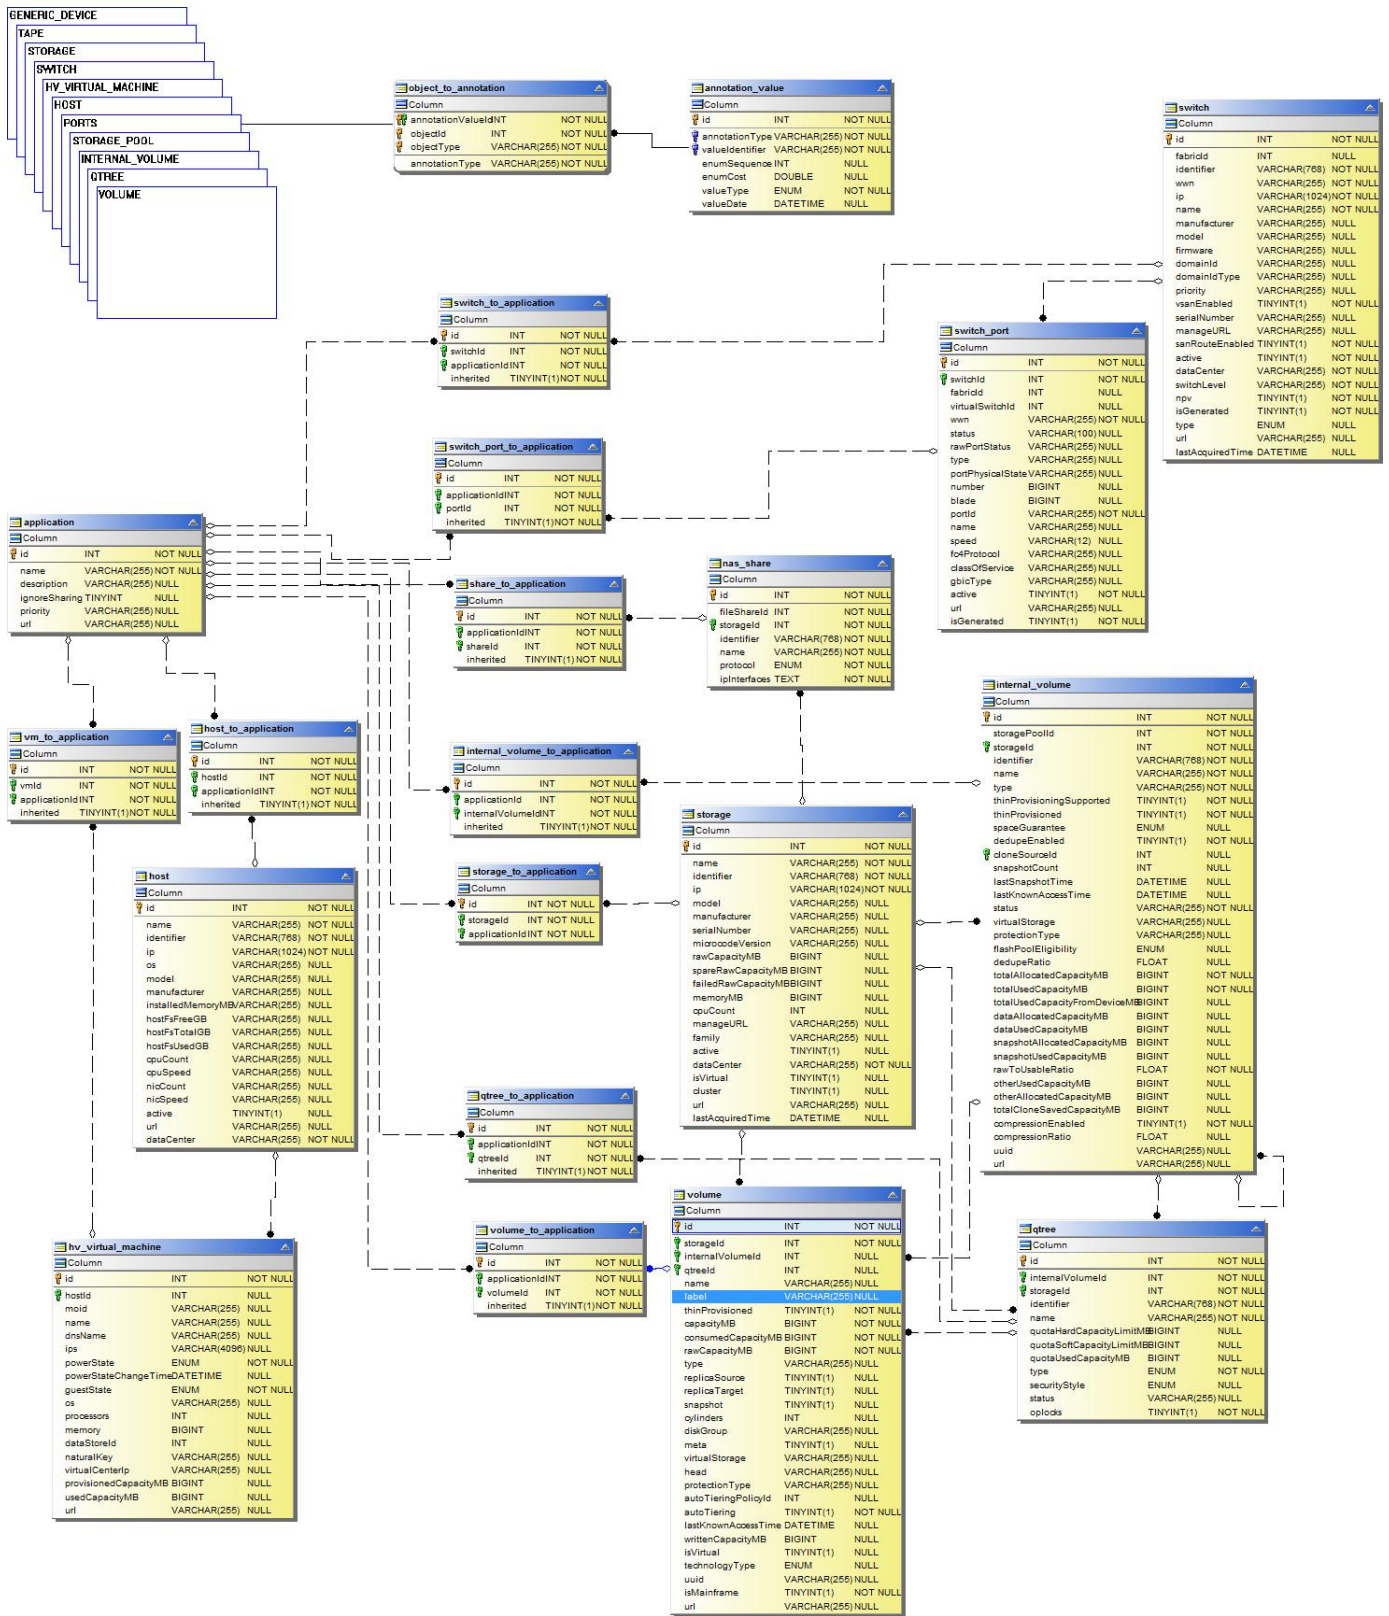 GENERIC_DEVICE
TAPE
STORAGE
SWITCH
HV_VIRTUAL_MACHINE
HOST
PORTS
STORAGE_POOL
INTERNAL_VOLUME
QTREE
VOLUME
object_to_annotation
Column
annotationValueId INT NOT NULL
objectId INT NOT NULL
objectType VARCHAR(255) NOT NULL
annotationType VARCHAR(255) NOT NULL
annotation_value
Column
id INT NOT NULL
annotationType VARCHAR(255) NOT NULL
valueIdentifier VARCHAR(255) NOT NULL
enumSequence INT NULL
enumCost DOUBLE NULL
valueType ENUM NOT NULL
valueDate DATETIME NULL
switch
Column
id INT NOT NULL
fabricId INT NULL
identifier VARCHAR(768) NOT NULL
wwn VARCHAR(255) NOT NULL
ip VARCHAR(1024) NOT NULL
name VARCHAR(255) NOT NULL
manufacturer VARCHAR(255) NULL
model VARCHAR(255) NULL
firmware VARCHAR(255) NULL
domainId VARCHAR(255) NULL
domainIdType VARCHAR(255) NULL
priority VARCHAR(255) NULL
vsanEnabled TINYINT(1) NOT NULL
serialNumber VARCHAR(255) NULL
manageURL VARCHAR(255) NULL
sanRouteEnabled TINYINT(1) NOT NULL
active TINYINT(1) NOT NULL
dataCenter VARCHAR(255) NOT NULL
switchLevel VARCHAR(255) NOT NULL
npv TINYINT(1) NOT NULL
isGenerated TINYINT(1) NOT NULL
type ENUM NULL
url VARCHAR(255) NULL
lastAcquiredTime DATETIME NULL
switch_to_application
Column
id INT NOT NULL
switchId INT NOT NULL
applicationId INT NOT NULL
inherited TINYINT(1) NOT NULL
switch_port
Column
id INT NOT NULL
switchId INT NOT NULL
fabricId INT NULL
virtualSwitchId INT NULL
wwn VARCHAR(255) NOT NULL
status VARCHAR(100) NULL
rawPortStatus VARCHAR(255) NULL
type VARCHAR(255) NULL
portPhysicalState VARCHAR(255) NULL
number BIGINT NULL
blade BIGINT NULL
portId VARCHAR(255) NOT NULL
name VARCHAR(255) NULL
speed VARCHAR(12) NULL
fc4Protocol VARCHAR(255) NULL
classOfService VARCHAR(255) NULL
gbicType VARCHAR(255) NULL
active TINYINT(1) NOT NULL
url VARCHAR(255) NULL
isGenerated TINYINT(1) NOT NULL
switch_port_to_application
Column
id INT NOT NULL
applicationId INT NOT NULL
portId INT NOT NULL
inherited TINYINT(1) NOT NULL
application
Column
id INT NOT NULL
name VARCHAR(255) NOT NULL
description VARCHAR(255) NULL
ignoreSharing TINYINT NULL
priority VARCHAR(255) NULL
url VARCHAR(255) NULL
share_to_application
Column
id INT NOT NULL
applicationId INT NOT NULL
shareId INT NOT NULL
inherited TINYINT(1) NOT NULL
nas_share
Column
id INT NOT NULL
fileShareId INT NOT NULL
storageId INT NOT NULL
identifier VARCHAR(768) NOT NULL
name VARCHAR(255) NOT NULL
protocol ENUM NOT NULL
ipInterfaces TEXT NOT NULL
vm_to_application
Column
id INT NOT NULL
vmId INT NOT NULL
applicationId INT NOT NULL
inherited TINYINT(1) NOT NULL
host_to_application
Column
id INT NOT NULL
hostId INT NOT NULL
applicationId INT NOT NULL
inherited TINYINT(1) NOT NULL
internal_volume_to_application
Column
id INT NOT NULL
applicationId INT NOT NULL
internalVolumeId INT NOT NULL
inherited TINYINT(1) NOT NULL
internal_volume
Column
id INT NOT NULL
storagePoolId INT NOT NULL
storageId INT NOT NULL
identifier VARCHAR(768) NOT NULL
name VARCHAR(255) NOT NULL
type VARCHAR(255) NOT NULL
thinProvisioningSupported TINYINT(1) NOT NULL
thinProvisioned TINYINT(1) NOT NULL
spaceGuarantee ENUM NULL
dedupeEnabled TINYINT(1) NOT NULL
cloneSourceId INT NULL
snapshotCount INT NULL
lastSnapshotTime DATETIME NULL
lastKnownAccessTime DATETIME NULL
status VARCHAR(255) NOT NULL
virtualStorage VARCHAR(255) NULL
protectionType VARCHAR(255) NULL
flashPoolEligibility ENUM NULL
dedupeRatio FLOAT NULL
totalAllocatedCapacityMB BIGINT NOT NULL
totalUsedCapacityMB BIGINT NOT NULL
totalUsedCapacityFromDeviceMB BIGINT NULL
dataAllocatedCapacityMB BIGINT NULL
dataUsedCapacityMB BIGINT NULL
snapshotAllocatedCapacityMB BIGINT NULL
snapshotUsedCapacityMB BIGINT NULL
rawToUsableRatio FLOAT NOT NULL
otherUsedCapacityMB BIGINT NULL
otherAllocatedCapacityMB BIGINT NULL
totalCloneSavedCapacityMB BIGINT NULL
compressionEnabled TINYINT(1) NOT NULL
compressionRatio FLOAT NULL
uuid VARCHAR(255) NULL
url VARCHAR(255) NULL
storage
Column
id INT NOT NULL
name VARCHAR(255) NOT NULL
identifier VARCHAR(768) NOT NULL
ip VARCHAR(1024) NOT NULL
model VARCHAR(255) NULL
manufacturer VARCHAR(255) NULL
serialNumber VARCHAR(255) NULL
microcodeVersion VARCHAR(255) NULL
rawCapacityMB BIGINT NULL
spareRawCapacityMB BIGINT NULL
failedRawCapacityMB BIGINT NULL
memoryMB BIGINT NULL
cpuCount INT NULL
manageURL VARCHAR(255) NULL
family VARCHAR(255) NULL
active TINYINT(1) NULL
dataCenter VARCHAR(255) NOT NULL
isVirtual TINYINT(1) NULL
cluster TINYINT(1) NULL
url VARCHAR(255) NULL
lastAcquiredTime DATETIME NULL
storage_to_application
Column
id INT NOT NULL
storageId INT NOT NULL
applicationId INT NOT NULL
host
Column
id INT NOT NULL
name VARCHAR(255) NOT NULL
identifier VARCHAR(768) NOT NULL
ip VARCHAR(1024) NOT NULL
os VARCHAR(255) NULL
model VARCHAR(255) NULL
manufacturer VARCHAR(255) NULL
installedMemoryMB VARCHAR(255) NULL
hostFsFreeGB VARCHAR(255) NULL
hostFsTotalGB VARCHAR(255) NULL
hostFsUsedGB VARCHAR(255) NULL
cpuCount VARCHAR(255) NULL
cpuSpeed VARCHAR(255) NULL
nicCount VARCHAR(255) NULL
nicSpeed VARCHAR(255) NULL
active TINYINT(1) NULL
url VARCHAR(255) NULL
dataCenter VARCHAR(255) NOT NULL
qtree_to_application
Column
id INT NOT NULL
applicationId INT NOT NULL
qtreeId INT NOT NULL
inherited TINYINT(1) NOT NULL
volume
Column
id INT NOT NULL
storageId INT NOT NULL
internalVolumeId INT NULL
qtreeId INT NULL
name VARCHAR(255) NULL
label VARCHAR(255) NULL
thinProvisioned TINYINT(1) NOT NULL
capacityMB BIGINT NOT NULL
consumedCapacityMB BIGINT NOT NULL
rawCapacityMB BIGINT NOT NULL
type VARCHAR(255) NULL
replicaSource TINYINT(1) NULL
replicaTarget TINYINT(1) NULL
snapshot TINYINT(1) NULL
cylinders INT NULL
diskGroup VARCHAR(255) NULL
meta TINYINT(1) NULL
virtualStorage VARCHAR(255) NULL
head VARCHAR(255) NULL
protectionType VARCHAR(255) NULL
autoTieringPolicyId INT NULL
autoTiering TINYINT(1) NOT NULL
lastKnownAccessTime DATETIME NULL
writtenCapacityMB BIGINT NULL
isVirtual TINYINT(1) NULL
technologyType ENUM NULL
uuid VARCHAR(255) NULL
isMainframe TINYINT(1) NOT NULL
url VARCHAR(255) NULL
volume_to_application
Column
id INT NOT NULL
applicationId INT NOT NULL
volumeId INT NOT NULL
inherited TINYINT(1) NOT NULL
qtree
Column
id INT NOT NULL
internalVolumeId INT NOT NULL
storageId INT NOT NULL
identifier VARCHAR(768) NOT NULL
name VARCHAR(255) NOT NULL
quotaHardCapacityLimitMB BIGINT NULL
quotaSoftCapacityLimitMB BIGINT NULL
quotaUsedCapacityMB BIGINT NULL
type ENUM NOT NULL
securityStyle ENUM NULL
status VARCHAR(255) NULL
oplocks TINYINT(1) NOT NULL
hv_virtual_machine
Column
id INT NOT NULL
hostId INT NULL
moid VARCHAR(255) NULL
name VARCHAR(255) NULL
dnsName VARCHAR(255) NULL
ips VARCHAR(4096) NULL
powerState ENUM NOT NULL
powerStateChangeTime DATETIME NULL
guestState ENUM NOT NULL
os VARCHAR(255) NULL
processors INT NULL
memory BIGINT NULL
dataStoreId INT NULL
naturalKey VARCHAR(255) NULL
virtualCenterIp VARCHAR(255) NULL
provisionedCapacityMB BIGINT NULL
usedCapacityMB BIGINT NULL
url VARCHAR(255) NULL